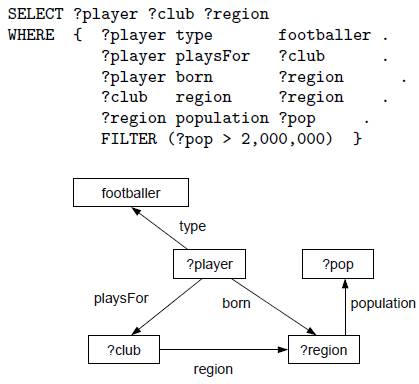 SELECT ?player ?club ?region
WHERE { ?player type footballer .
?player playsFor ?club .
?player born ?region .
?club region ?region .
?region population ?pop .
FILTER (?pop > 2,000,000) }
footballer
type
?player
?pop
playsFor
born
population
?club
?region
region